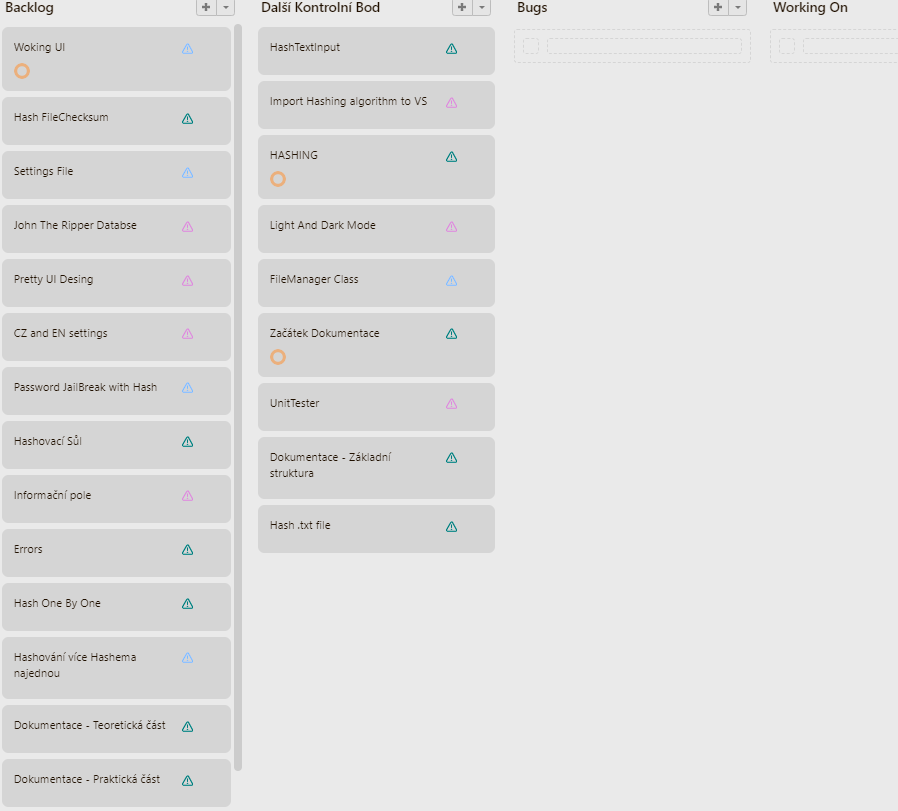 Backlog
Woking UI
Hash FileChecksum
Settings File
John The Ripper Databse
Pretty UI Desing
CZ and EN settings
Password JailBreak with Hash
Hashovací Sůl
Informační pole
Errors
Hash One By One
Hashování více Hashema
najednou
Dokumentace - Teoretická část
Dokumentace - Praktická část
Další Kontrolní Bod
HashTextInput
Import Hashing algorithm to VS
HASHING
Light And Dark Mode
FileManager Class
Začátek Dokumentace
UnitTester
Dokumentace - Základní
struktura
Hash .txt file
Bugs
Working On